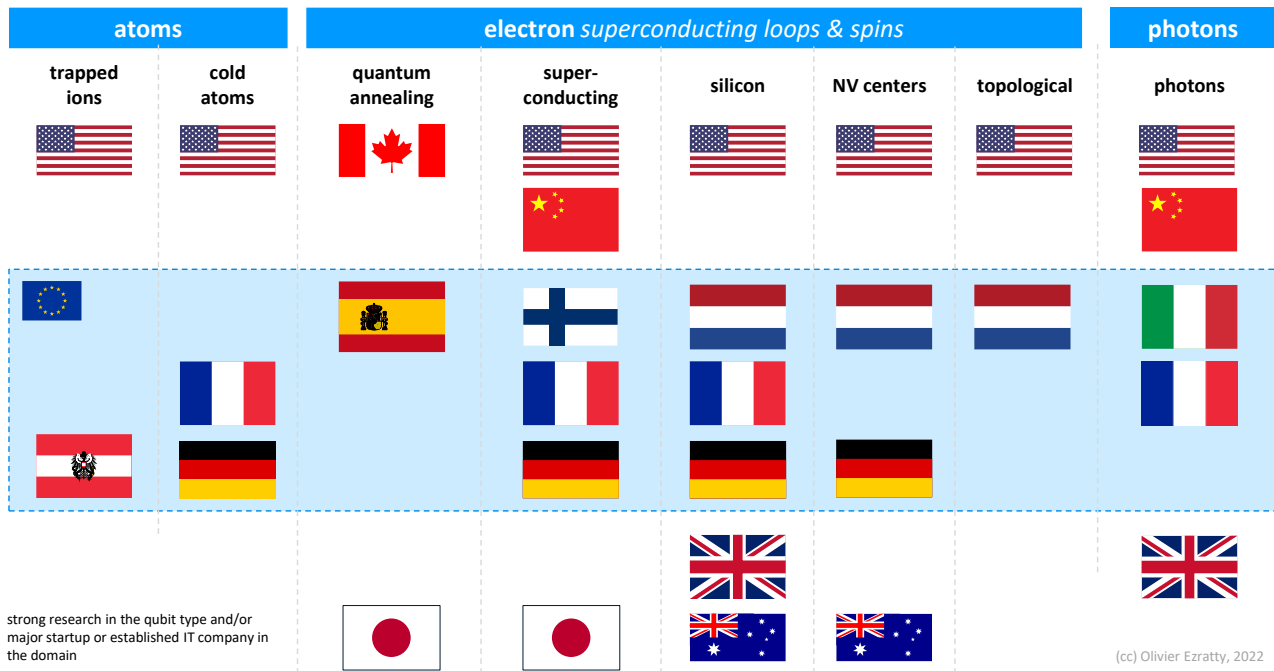 atoms
electron superconducting loops & spins
photons
trapped
ions
cold
atoms
quantum
annealing
super-
conducting
silicon
NV centers
topological
photons
strong research in the qubit type and/or
major startup or established IT company in
the domain
(cc) Olivier Ezratty, 2022